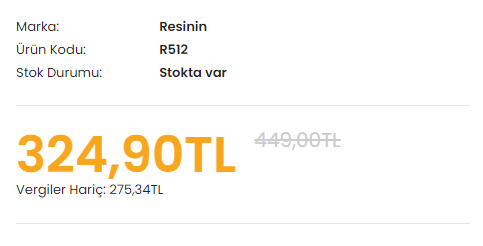 Marka: Resinin
Ürün Kodu: R512
Stok Durumu: Stokta var
324,90TL 449,00TL
Vergiler Hariç: 275,34TL